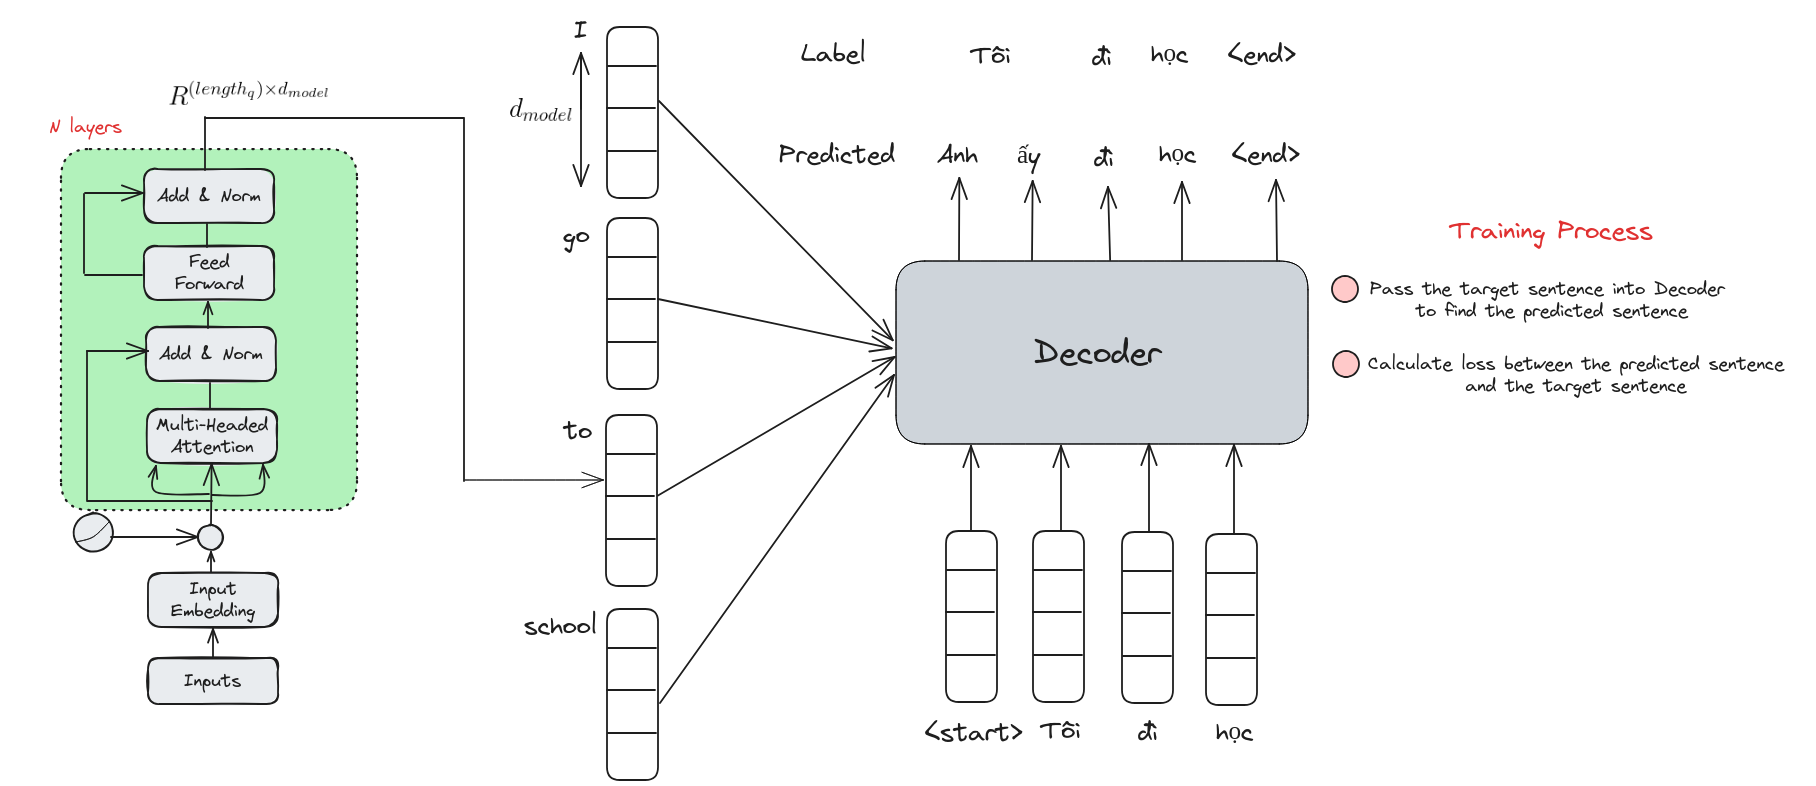 R^{(length_q)×d_{model}}
N layers
Add & Norm
Feed
Forward
Add & Norm
Multi-Headed
Attention
Input
Embedding
Inputs
I
d_{model}
go
to
school
Label Tôi đi học <end>
Predicted Anh ấy đi học <end>
Decoder
<start> Tôi đi học
Training Process
Pass the target sentence into Decoder
to find the predicted sentence
Calculate loss between the predicted sentence
and the target sentence